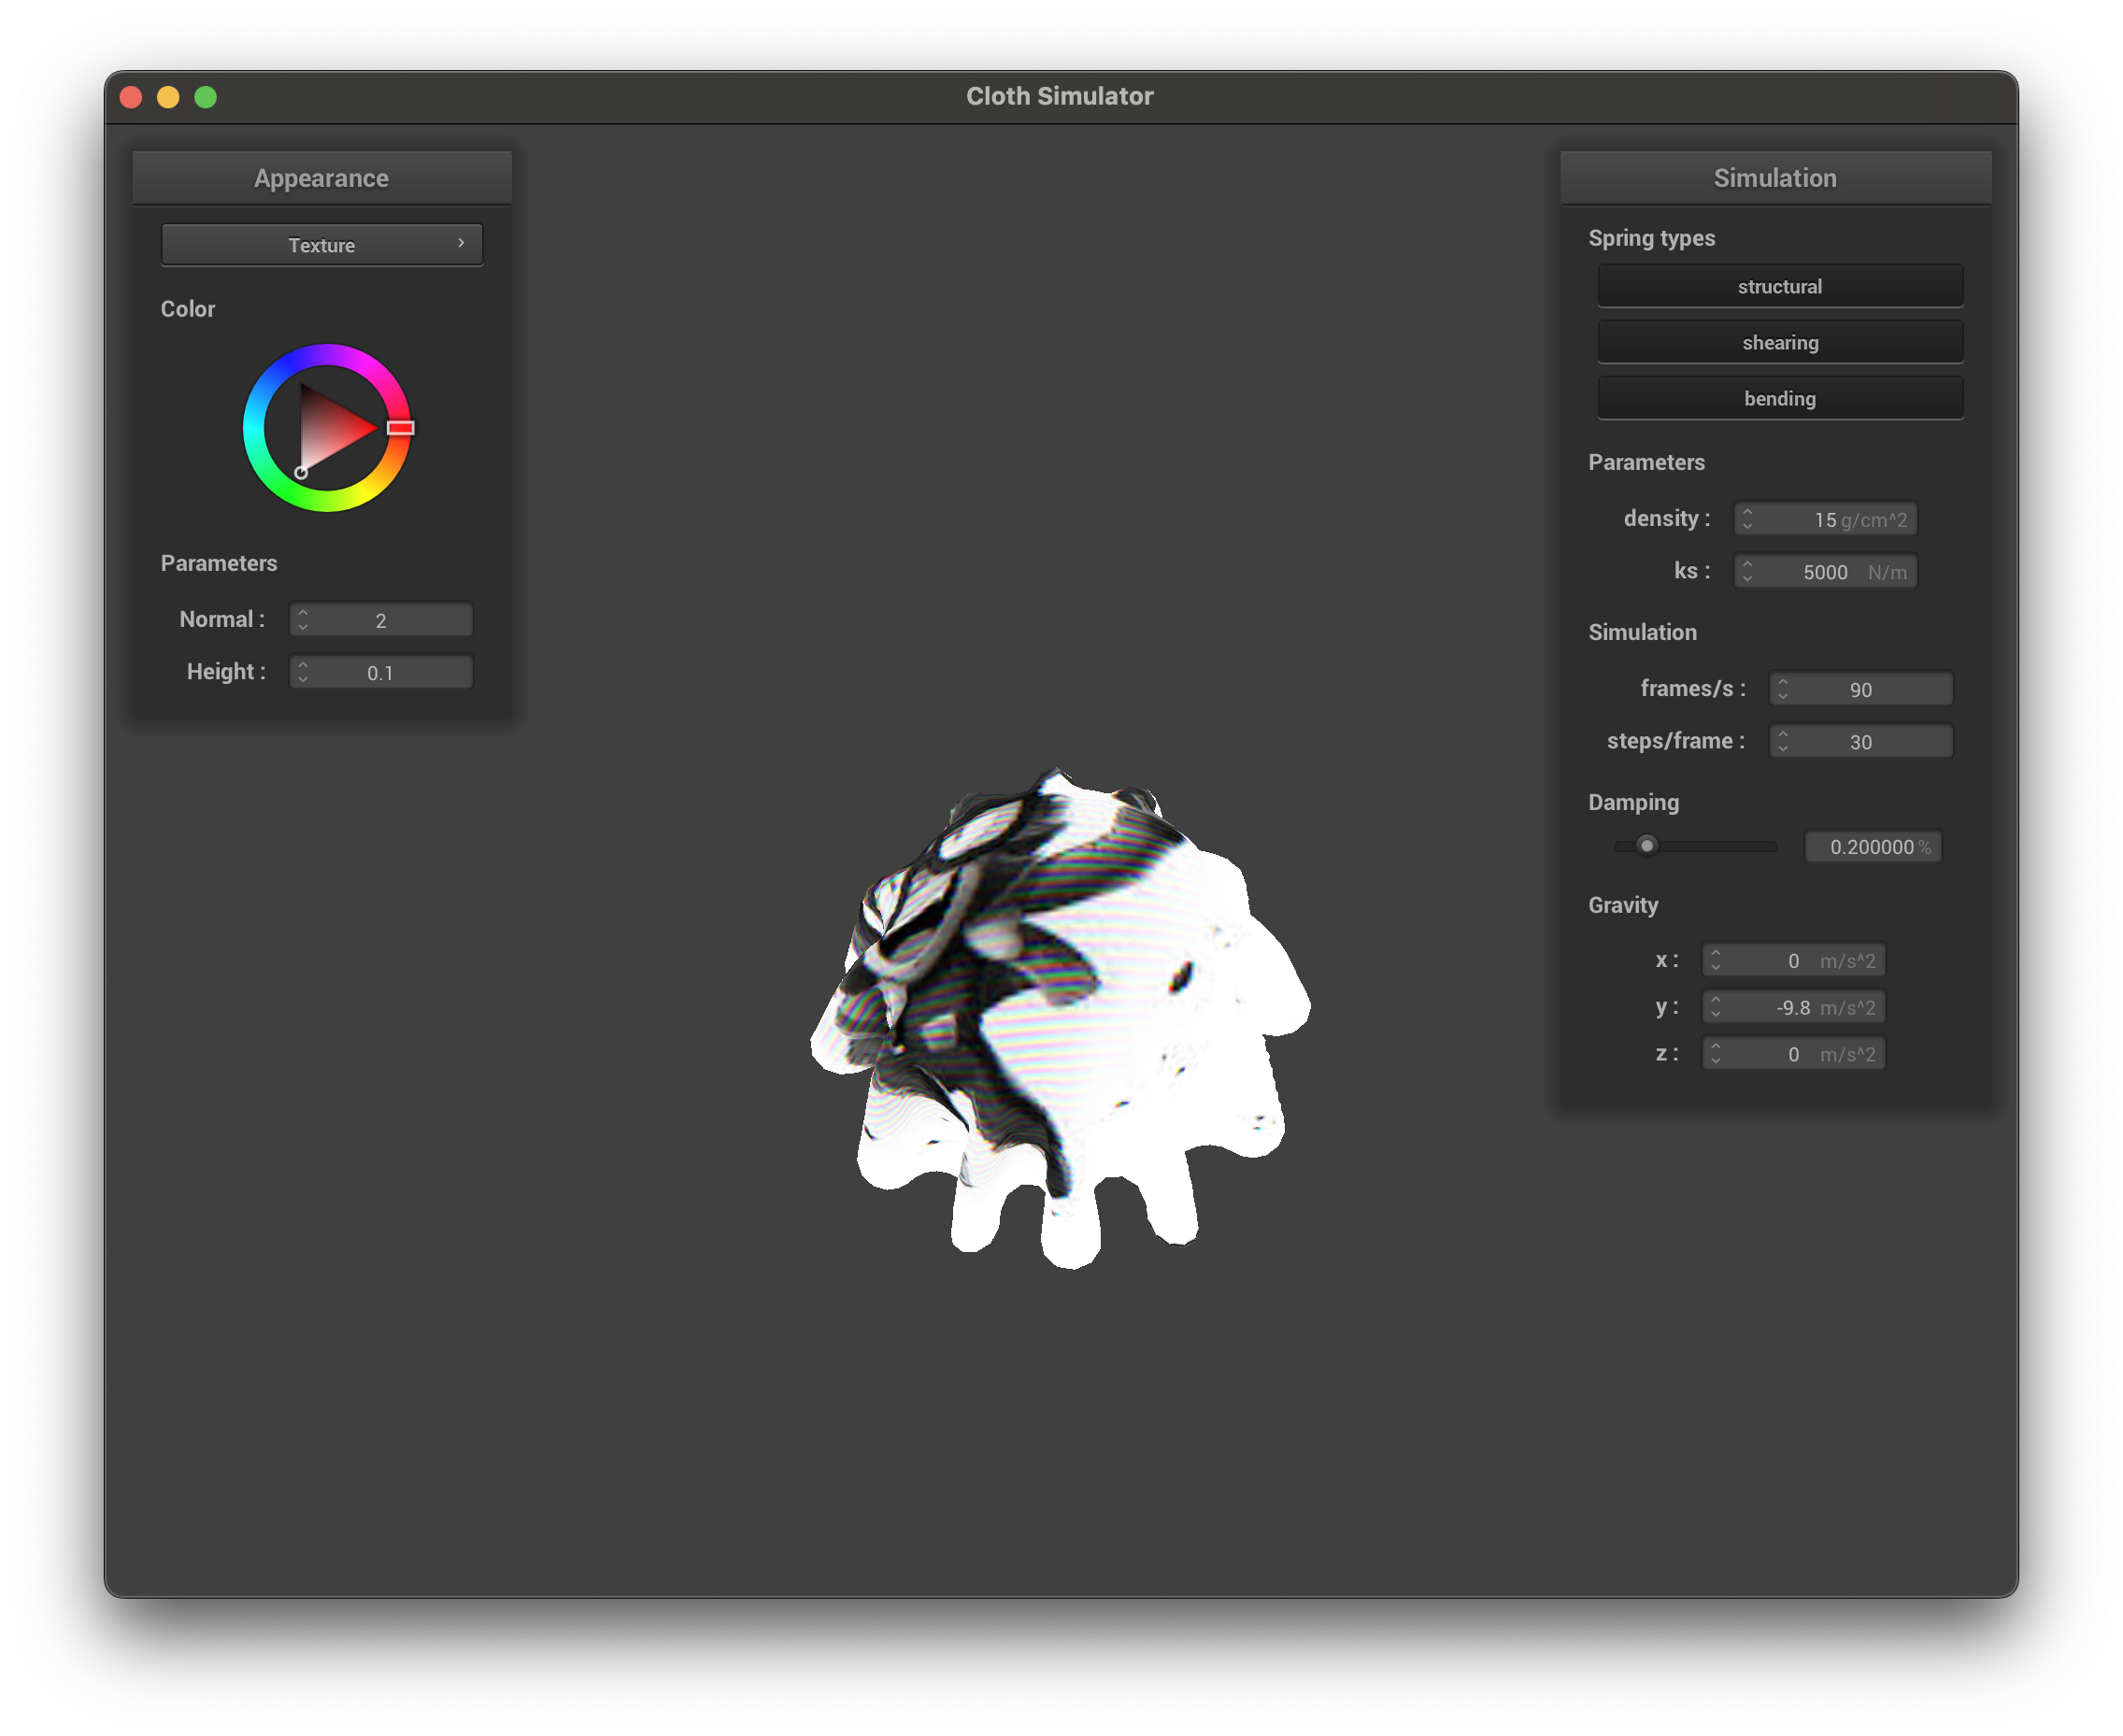 Cloth Simulator
Appearance
Texture
Color
Parameters
Normal : 2
Height : 0.1
Simulation
Spring types
structural
shearing
bending
Parameters
density : 15 g/cm^2
ks : 5000 N/m
Simulation
frames/s : 90
steps/frame : 30
Damping
0.200000 %
Gravity
x : 0 m/s^2
y : -9.8 m/s^2
z : 0 m/s^2